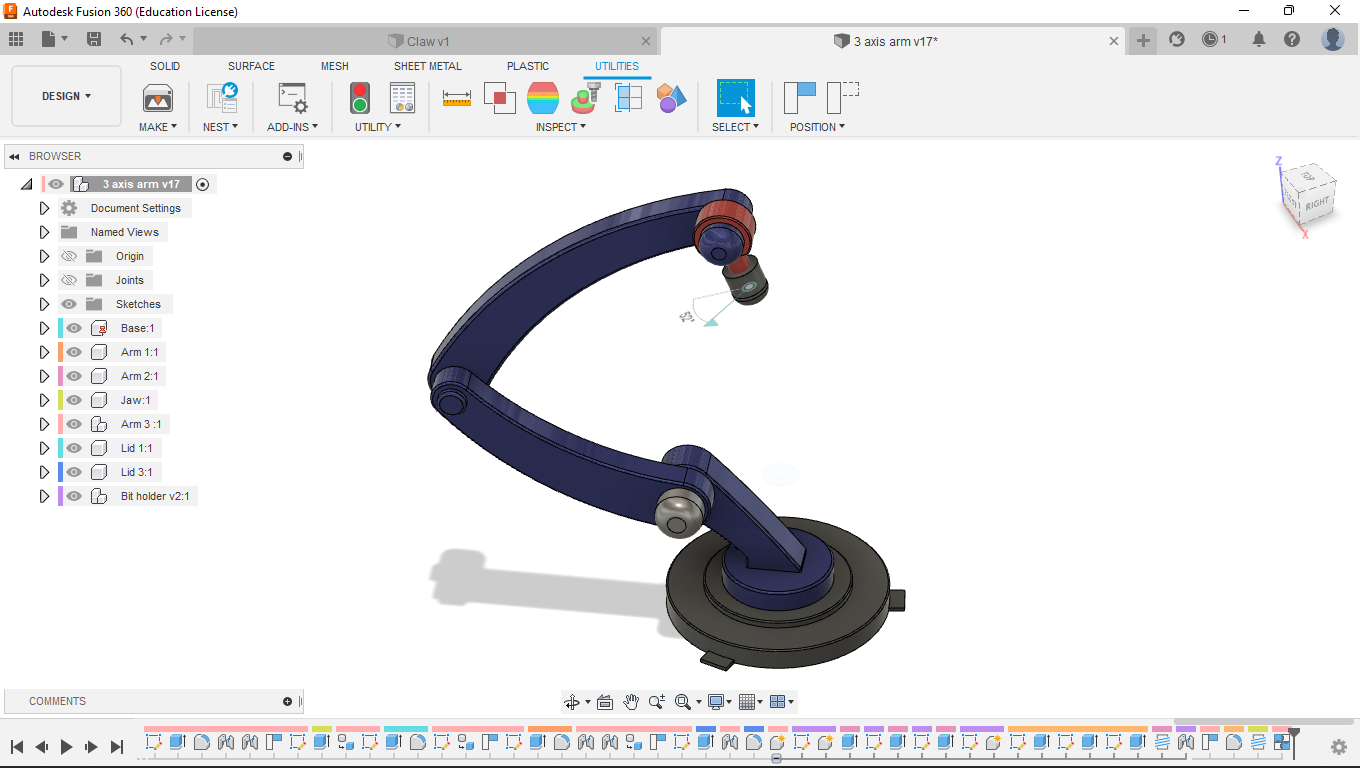 Autodesk Fusion 360 (Education License)
Claw v1
3 axis arm v17*
1
SOLID
SURFACE
MESH
SHEET METAL
PLASTIC
UTILITIES
DESIGN
MAKE
NEST
ADD-INS
UTILITY
INSPECT
SELECT
POSITION
BROWSER
3 axis arm v17
Document Settings
Named Views
Origin
Joints
Sketches
Base:1
Arm 1:1
Arm 2:1
Jaw:1
Arm 3 :1
Lid 1:1
Lid 3:1
Bit holder v2:1
Z
TOP
RIGHT
X
COMMENTS